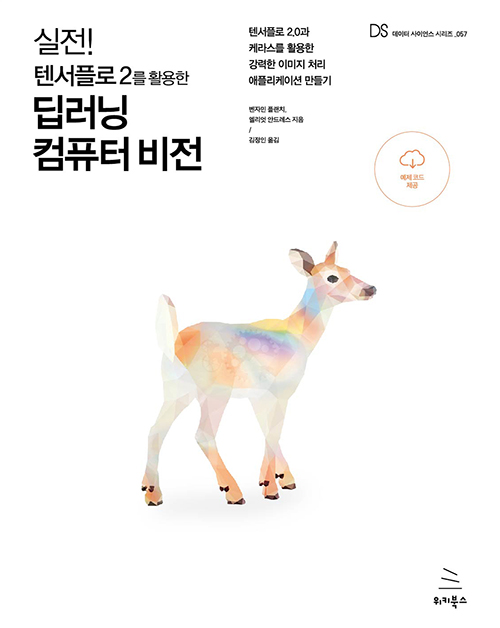 실전!
텐서플로 2를 활용한
딥러닝
컴퓨터 비전
텐서플로 2.0과
케라스를 활용한
강력한 이미지 처리
애플리케이션 만들기
벤자민 플랜치,
엘리엇 안드레스 지음
/
김정인 옮김
DS 데이터 사이언스 시리즈_057
예제 코드
제공
위키북스